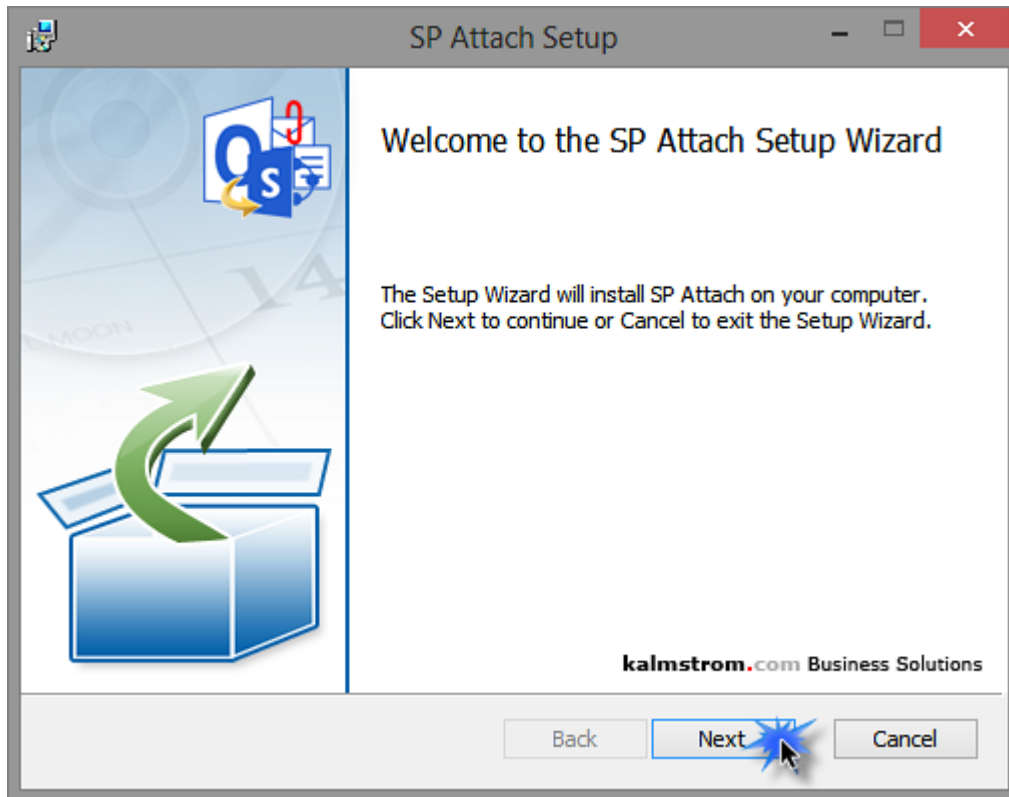 SP Attach Setup
Welcome to the SP Attach Setup Wizard
The Setup Wizard will install SP Attach on your computer.
Click Next to continue or Cancel to exit the Setup Wizard.
14
MOON
kalmstrom.com Business Solutions
Back
Next
Cancel